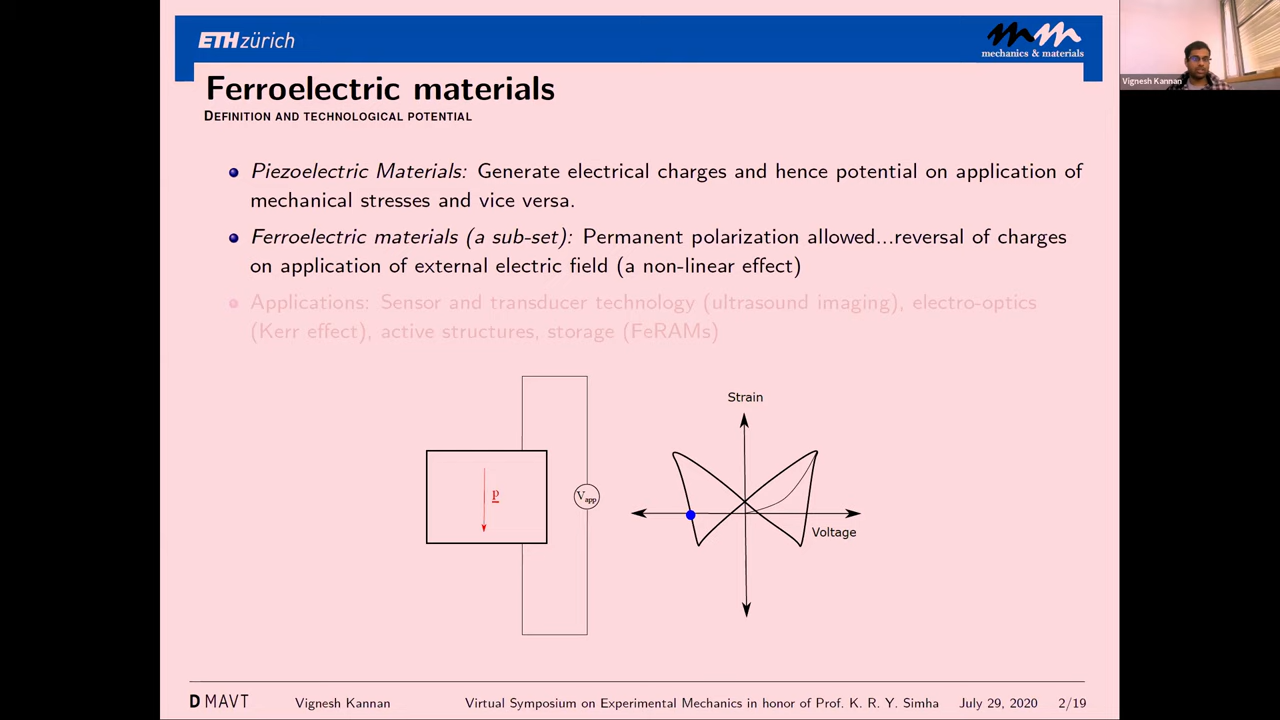 ETH zürich
mm
mechanics & materials
Vignesh Kannan
Ferroelectric materials
DEFINITION AND TECHNOLOGICAL POTENTIAL
Piezoelectric Materials: Generate electrical charges and hence potential on application of
mechanical stresses and vice versa.
Ferroelectric materials (a sub-set): Permanent polarization allowed...reversal of charges
on application of external electric field (a non-linear effect)
Applications: Sensor and transducer technology (ultrasound imaging), electro-optics
(Kerr effect), active structures, storage (FeRAMs)
Strain
p
Vapp
Voltage
D MAVT Vignesh Kannan Virtual Symposium on Experimental Mechanics in honor of Prof. K. R. Y. Simha July 29, 2020 2/19